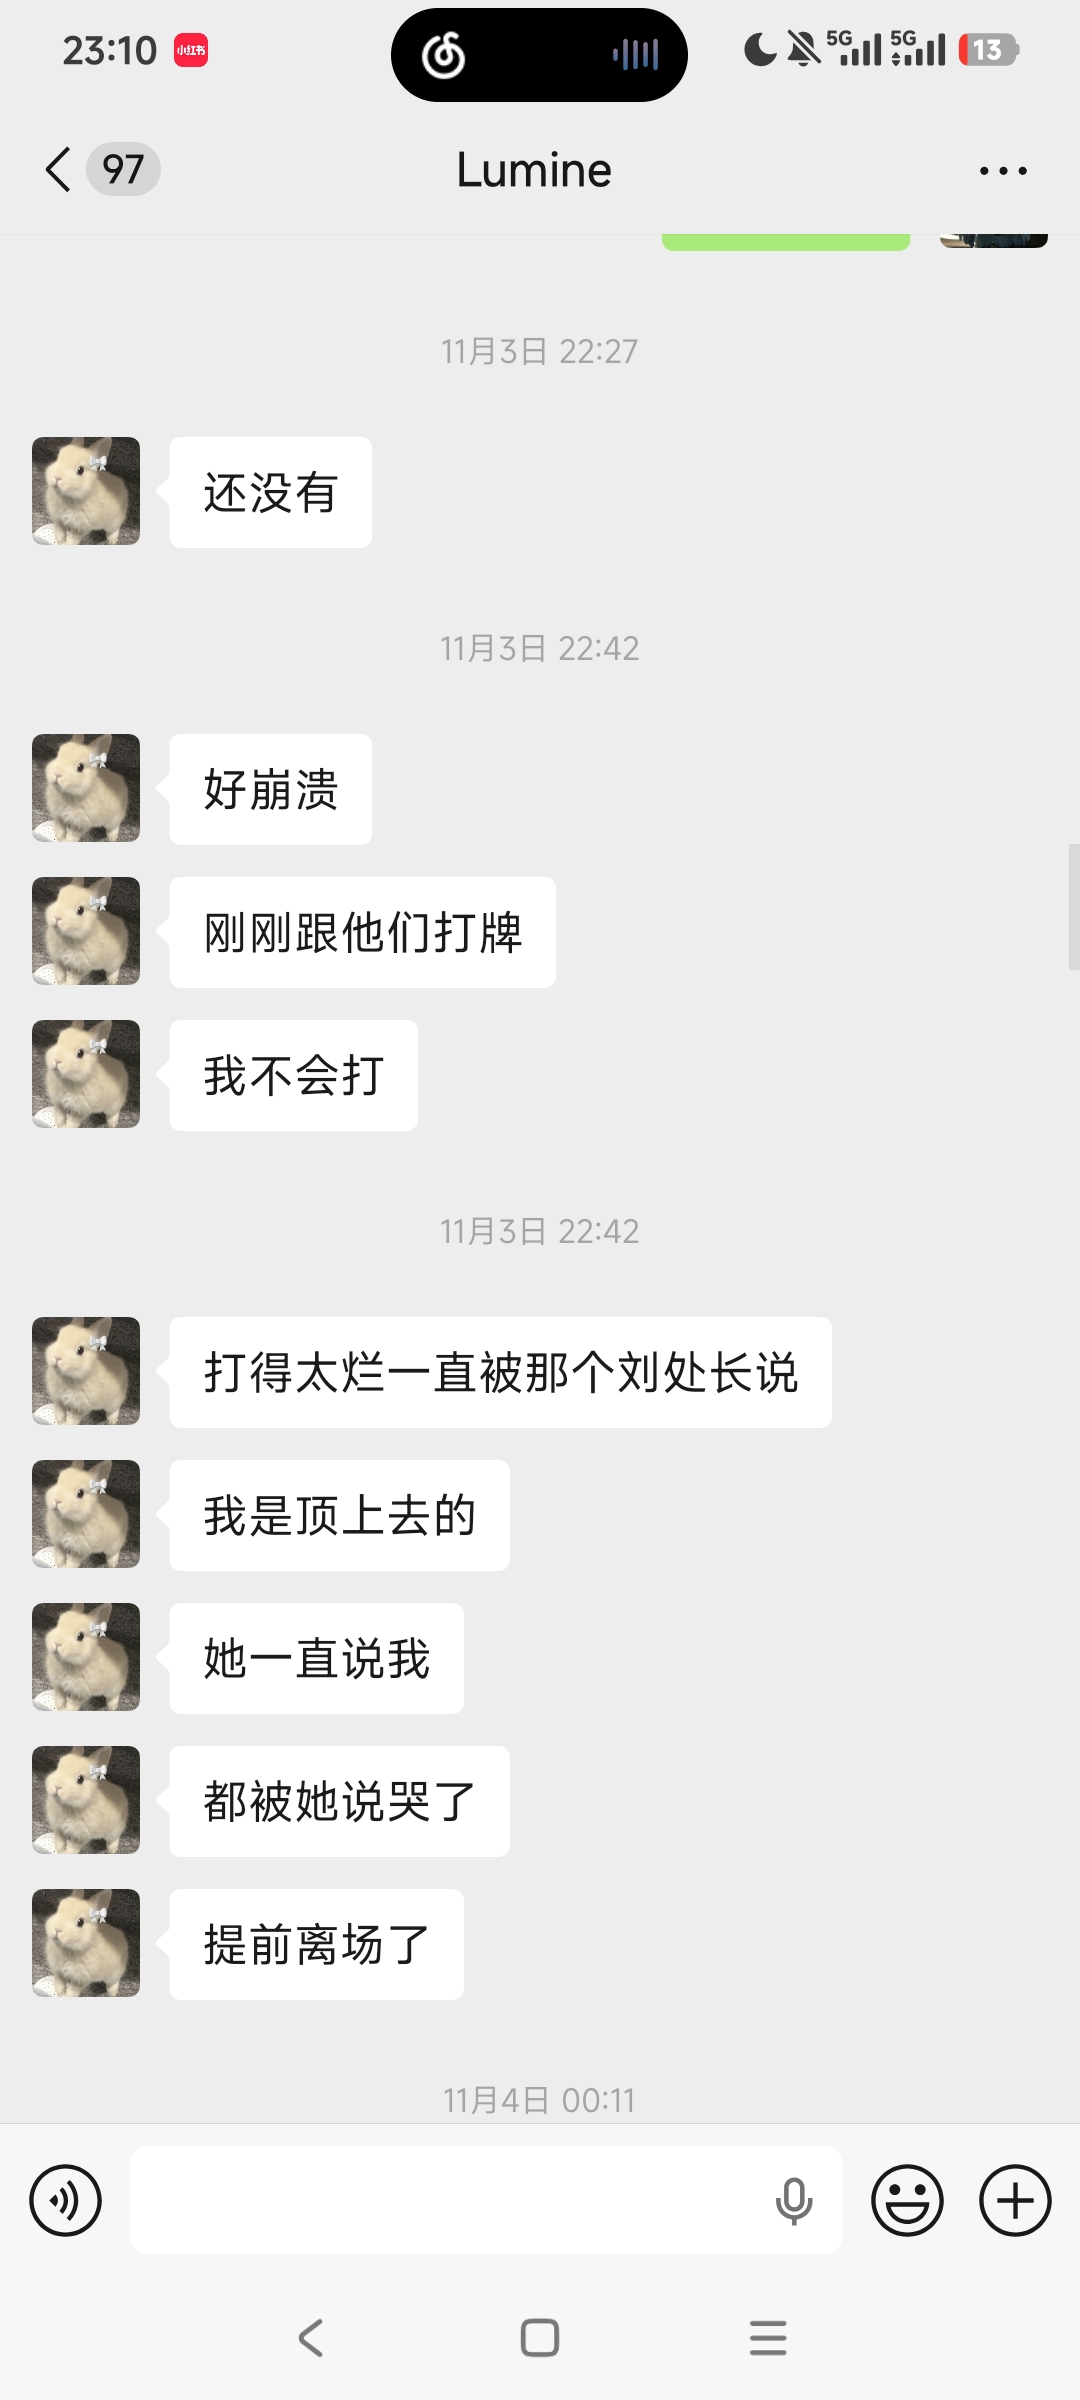 23:10
小红书
5G
5G
13
97
Lumine
11月3日 22:27
还没有
11月3日 22:42
好崩溃
刚刚跟他们打牌
我不会打
11月3日 22:42
打得太烂一直被那个刘处长说
我是顶上去的
她一直说我
都被她说哭了
提前离场了
11月4日 00:11